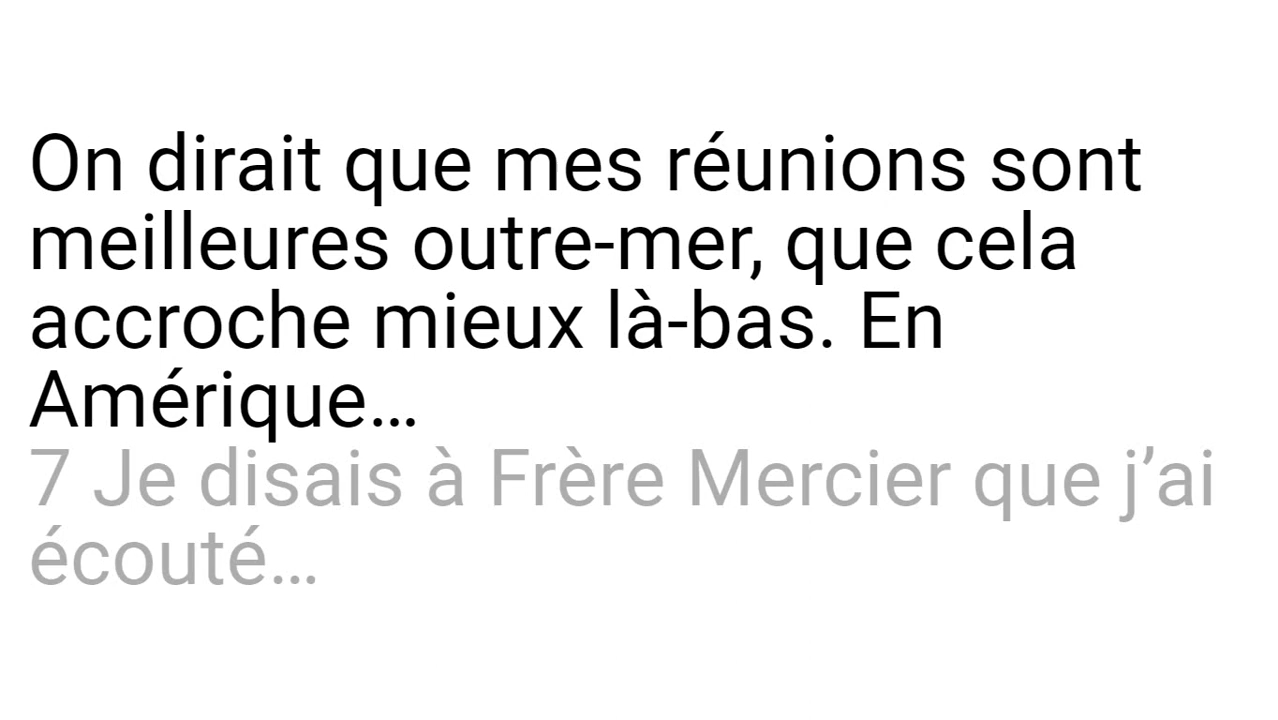 On dirait que mes réunions sont
meilleures outre-mer, que cela
accroche mieux là-bas. En
Amérique…
7 Je disais à Frère Mercier que j’ai
écouté…